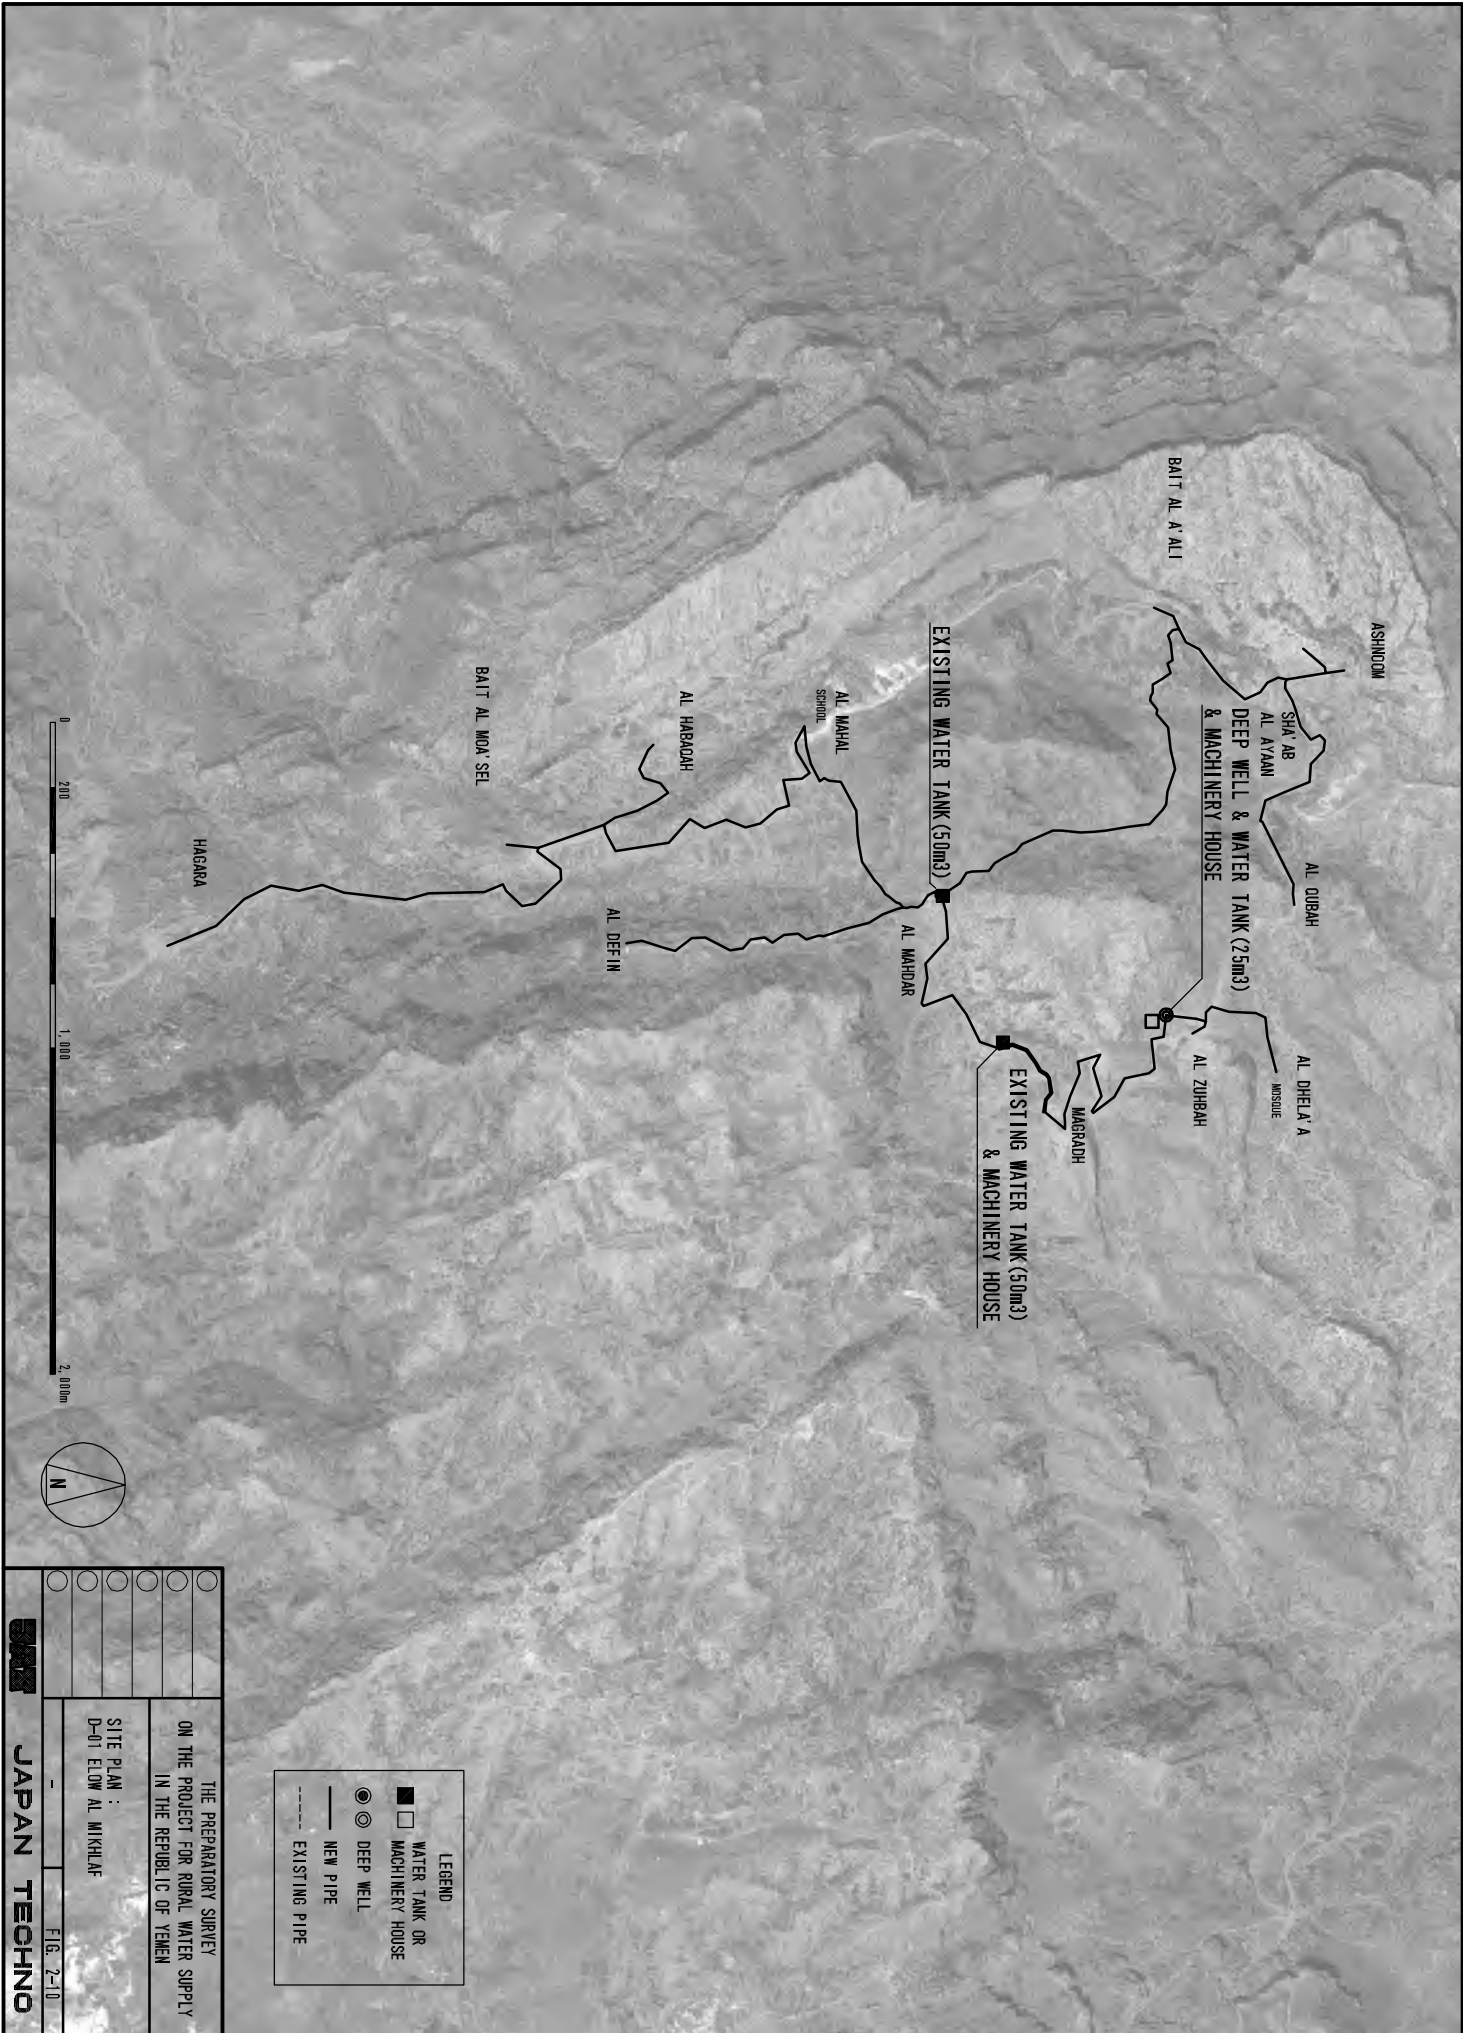 ASHNOOM
BAIT AL A'ALI
SHA'AB
AL AYAAN
AL QUBAH
AL DHELA'A
MOSQUE
DEEP WELL & WATER TANK(25m3)
& MACHINERY HOUSE
AL ZUHBAH
MAGRADH
EXISTING WATER TANK(50m3)
& MACHINERY HOUSE
EXISTING WATER TANK(50m3)
AL MAHDAR
AL MAHAL
SCHOOL
AL HABAQAH
AL DEFIN
BAIT AL MOA'SEL
HAGARA
0
200
1,000
2,000m
N
LEGEND
WATER TANK OR
MACHINERY HOUSE
DEEP WELL
NEW PIPE
EXISTING PIPE
THE PREPARATORY SURVEY
ON THE PROJECT FOR RURAL WATER SUPPLY
IN THE REPUBLIC OF YEMEN
SITE PLAN :
D-01 ELOW AL MIKHLAF
-
FIG. 2-10
JAPAN TECHNO